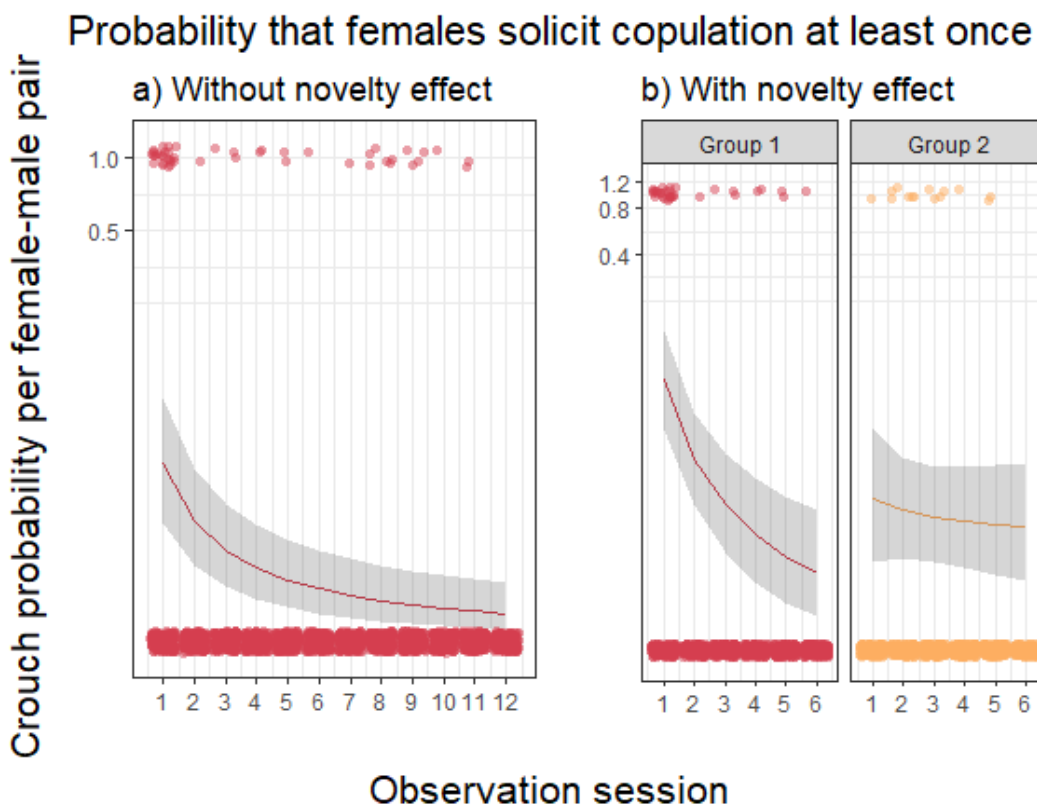 Probability that females solicit copulation at least once
Crouch probability per female-male pair
a) Without novelty effect
1.0
0.5
1 2 3 4 5 6 7 8 9 10 11 12
b) With novelty effect
Group 1
Group 2
1.2
0.8
0.4
1 2 3 4 5 6
1 2 3 4 5 6
Observation session